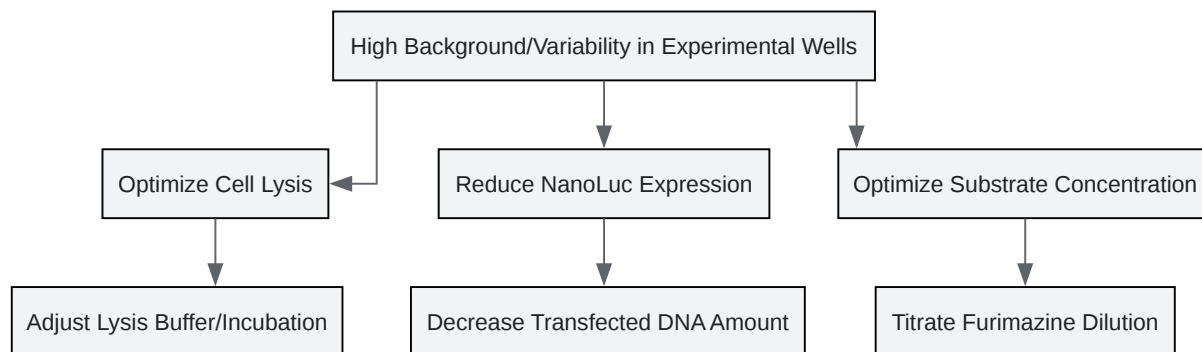 High Background/Variability in Experimental Wells
Optimize Cell Lysis
Reduce NanoLuc Expression
Optimize Substrate Concentration
Adjust Lysis Buffer/Incubation
Decrease Transfected DNA Amount
Titrate Furimazine Dilution